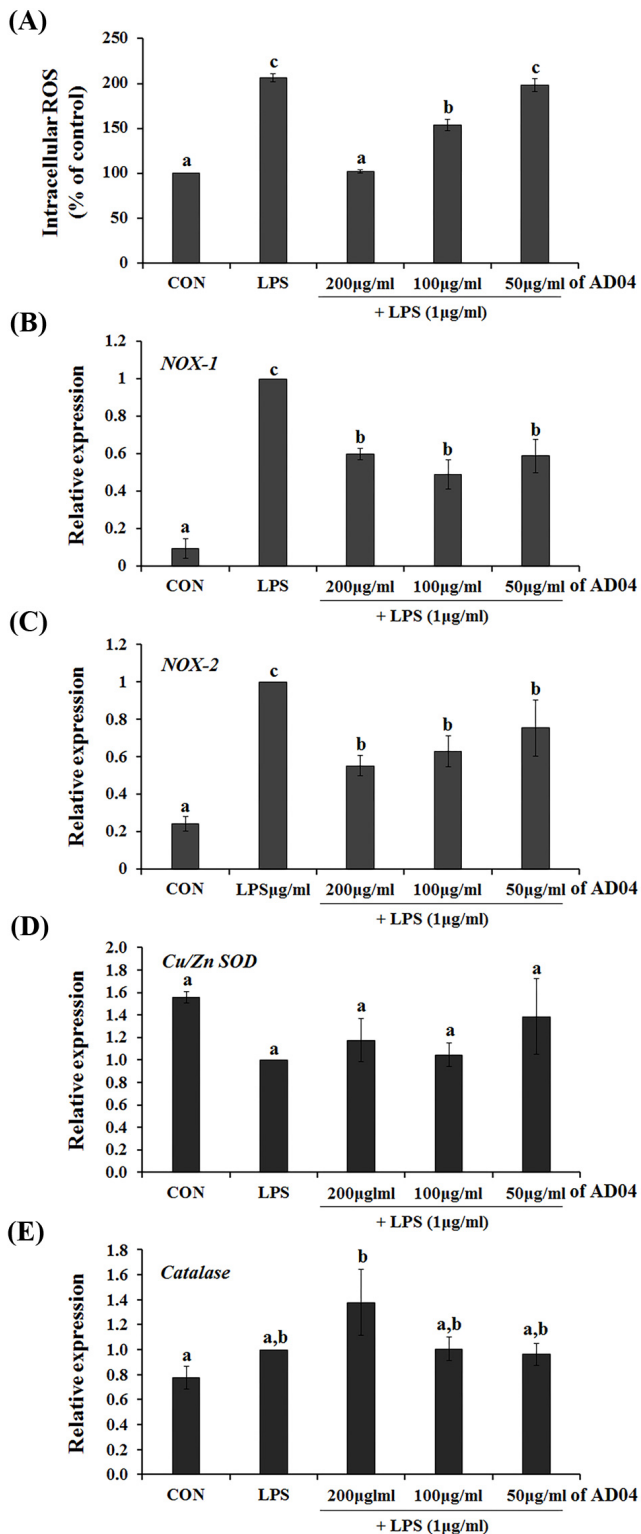 (A)
250
c
c
200
b
150
a
a
100
50
0
Intracellular ROS
(% of control)
CON LPS 200μg/ml 100μg/ml 50μg/ml of AD04
+ LPS (1μg/ml)
(B)
1.2
NOX-1
c
1
0.8
b
b
b
0.6
0.4
a
0.2
0
Relative expression
CON LPS 200μg/ml 100μg/ml 50μg/ml of AD04
+ LPS (1μg/ml)
(C)
1.2
NOX-2
c
1
b
b
b
0.8
0.6
0.4
a
0.2
0
Relative expression
CON LPSμg/ml 200μg/ml 100μg/ml 50μg/ml of AD04
+ LPS (1μg/ml)
(D)
2.0
Cu/Zn SOD
1.8
a
a
1.6
a
1.4
a
a
1.2
1.0
0.8
0.6
0.4
0.2
0.0
Relative expression
CON LPS 200μglml 100μg/ml 50μg/ml of AD04
+ LPS (1μg/ml)
(E)
1.8
b
Catalase
1.6
1.4
1.2
a,b
a,b
a,b
1.0
a
0.8
0.6
0.4
0.2
0.0
Relative expression
CON LPS 200μglml 100μg/ml 50μg/ml of AD04
+ LPS (1μg/ml)